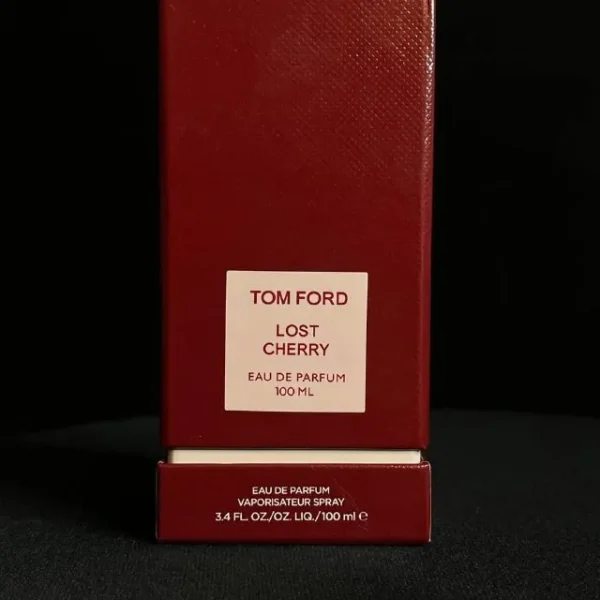 TOM FORD
LOST
CHERRY
EAU DE PARFUM
100 ML
EAU DE PARFUM
VAPORISATEUR SPRAY
3.4 FL. OZ./OZ. LIQ./100 ml ℮